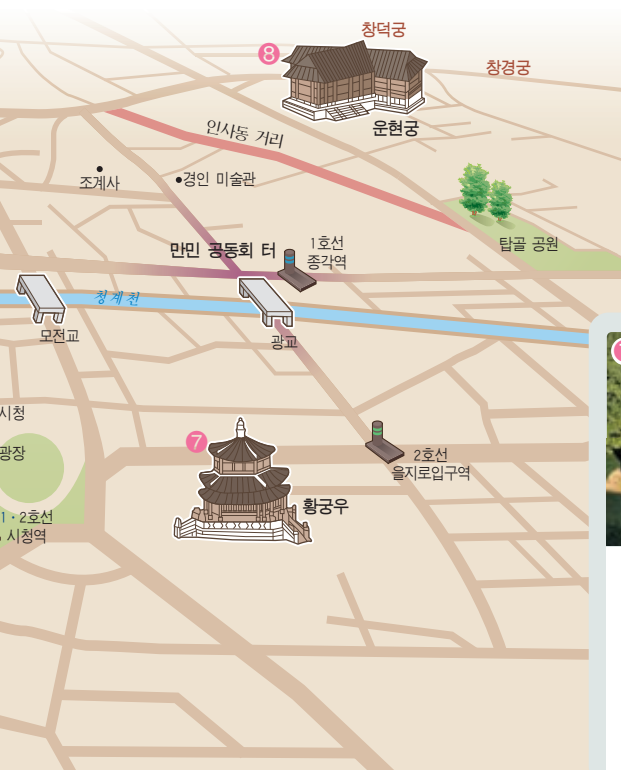 창덕궁
8
창경궁
운현궁
인사동 거리
조계사
경인 미술관
탑골 공원
만민 공동회 터
1호선
종각역
청계천
모전교
광교
시청
광장
7
2호선
을지로입구역
황궁우
1·2호선
시청역